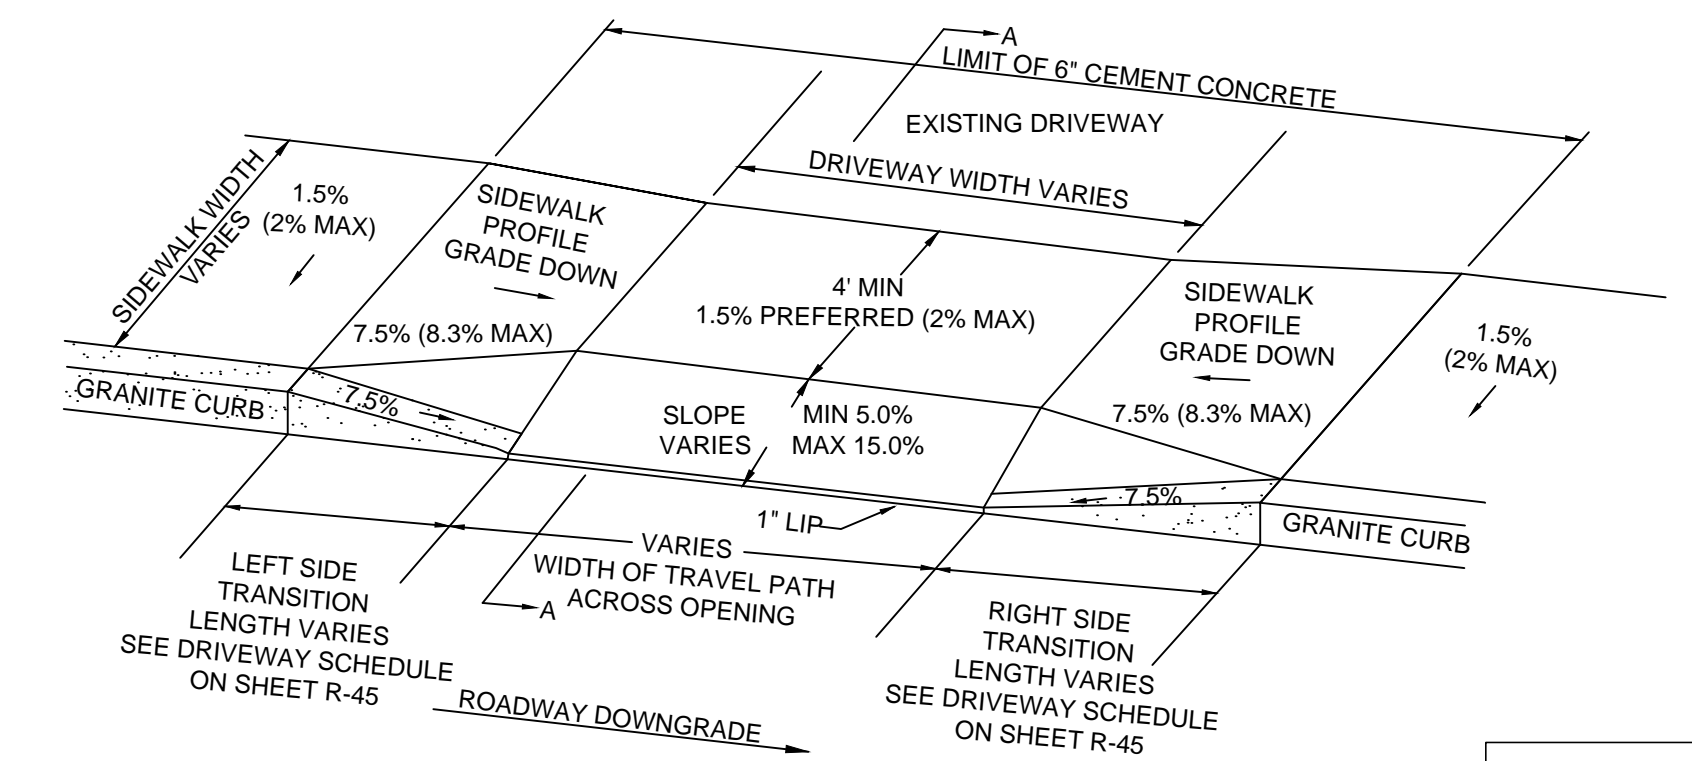 A
LIMIT OF 6" CEMENT CONCRETE
EXISTING DRIVEWAY
DRIVEWAY WIDTH VARIES
SIDEWALK WIDTH
VARIES
1.5%
(2% MAX)
SIDEWALK
PROFILE
GRADE DOWN
7.5% (8.3% MAX)
4' MIN
1.5% PREFERRED (2% MAX)
SIDEWALK
PROFILE
GRADE DOWN
7.5% (8.3% MAX)
1.5%
(2% MAX)
GRANITE CURB
7.5%
SLOPE
VARIES
MIN 5.0%
MAX 15.0%
7.5%
GRANITE CURB
1" LIP
VARIES
WIDTH OF TRAVEL PATH
ACROSS OPENING
A
LEFT SIDE
TRANSITION
LENGTH VARIES
SEE DRIVEWAY SCHEDULE
ON SHEET R-45
RIGHT SIDE
TRANSITION
LENGTH VARIES
SEE DRIVEWAY SCHEDULE
ON SHEET R-45
ROADWAY DOWNGRADE